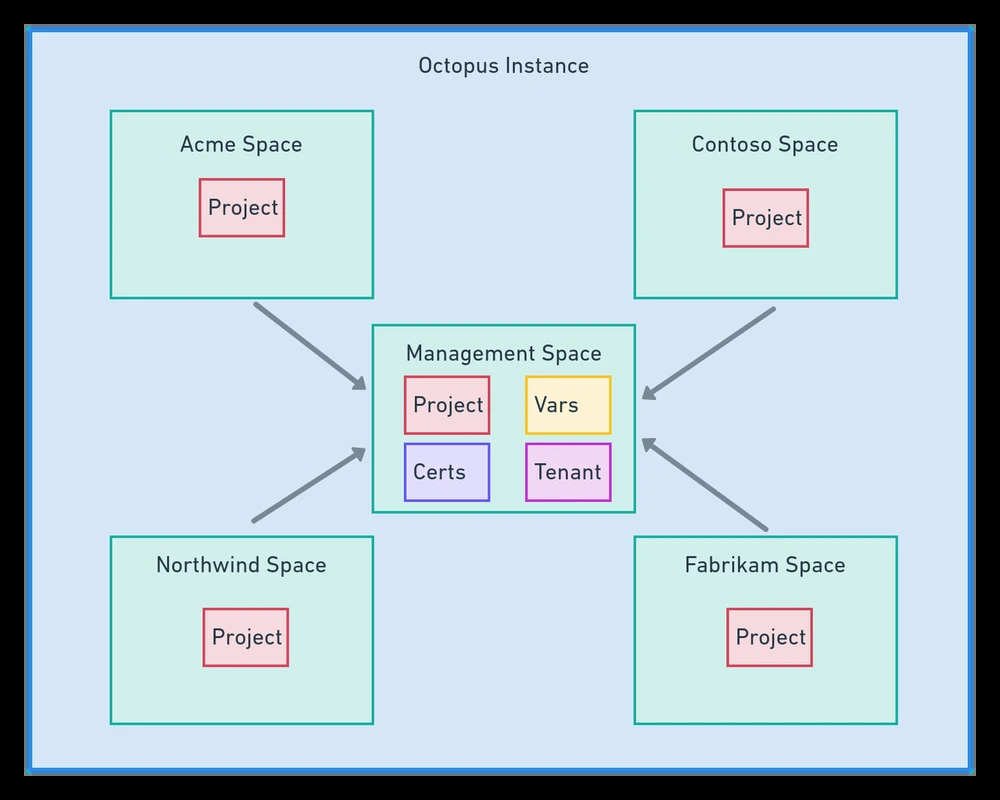 Octopus Instance
Acme Space
Project
Contoso Space
Project
Management Space
Project
Vars
Certs
Tenant
Northwind Space
Project
Fabrikam Space
Project